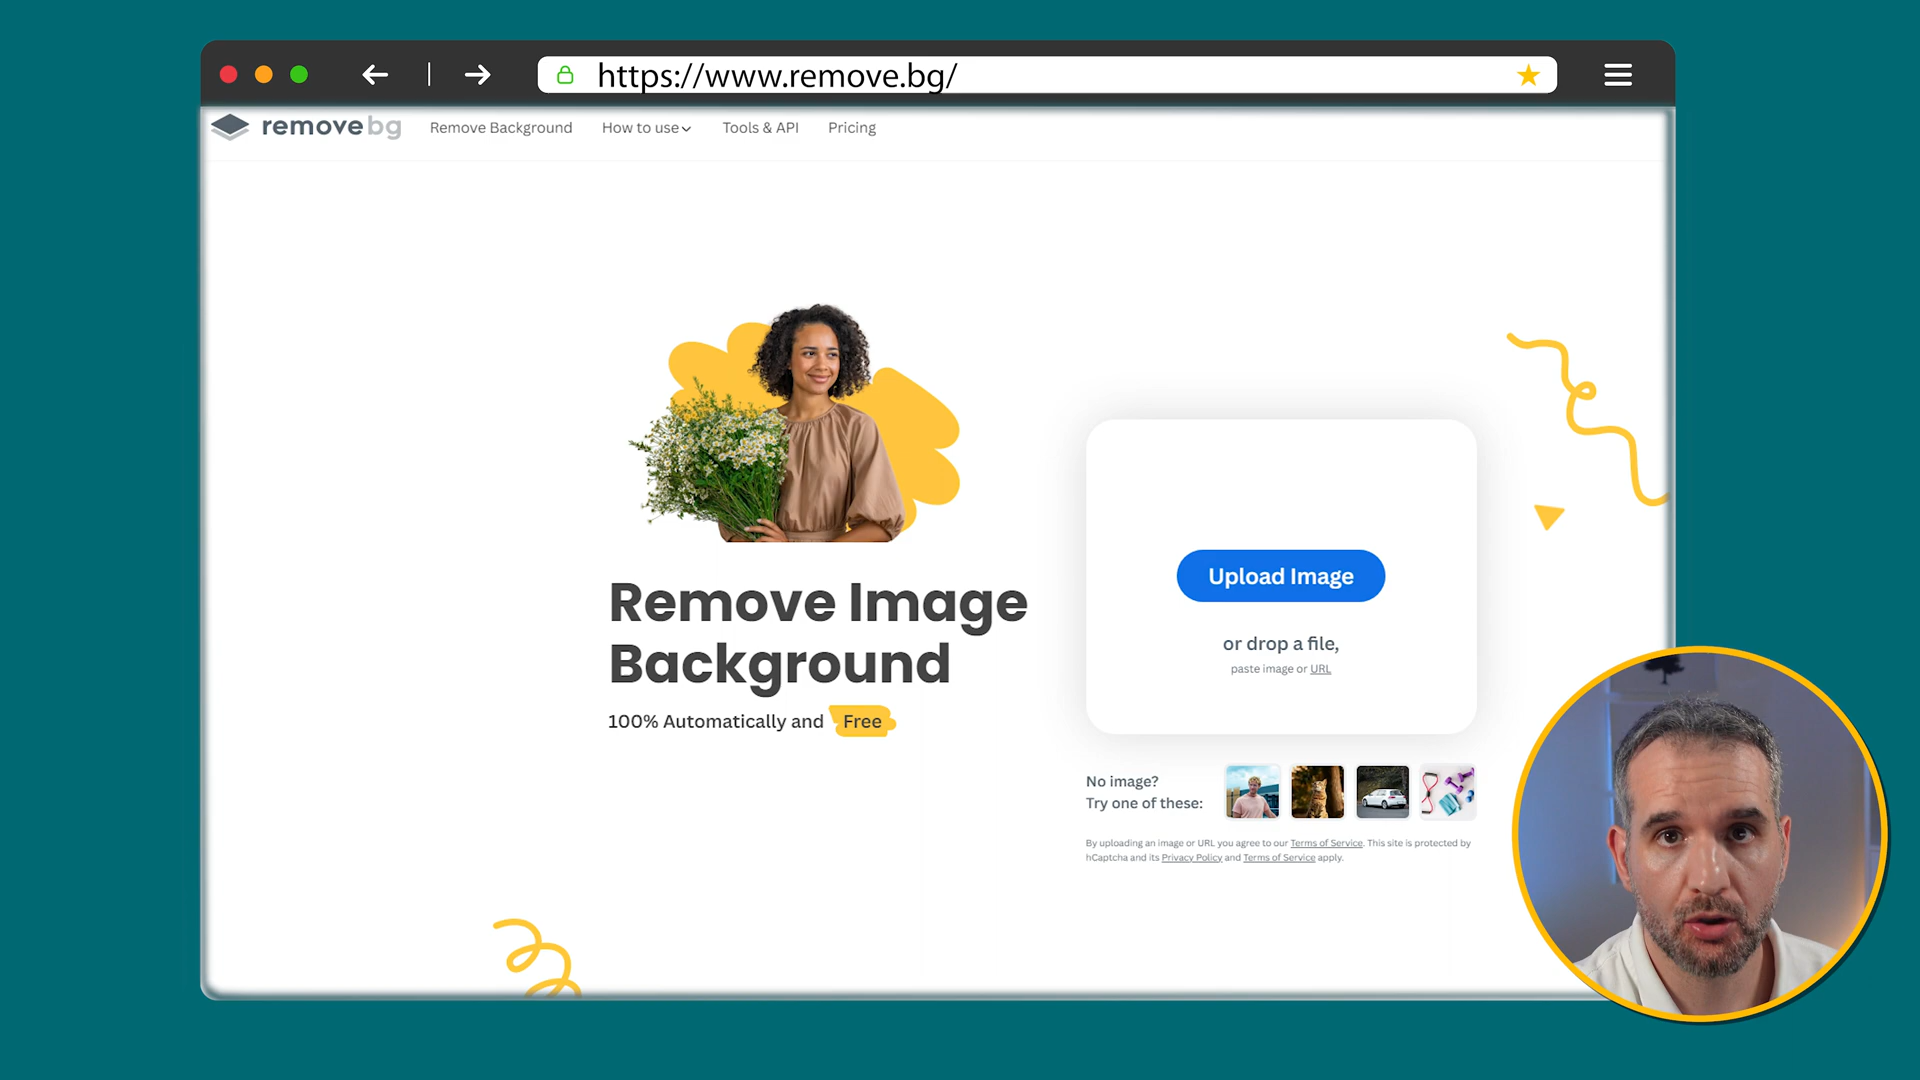 https://www.remove.bg/
removebg
Remove Background
How to use
Tools & API
Pricing
Remove Image
Background
100% Automatically and Free
Upload Image
or drop a file,
paste image or URL
No image?
Try one of these:
By uploading an image or URL you agree to our Terms of Service. This site is protected by
hCaptcha and its Privacy Policy and Terms of Service apply.